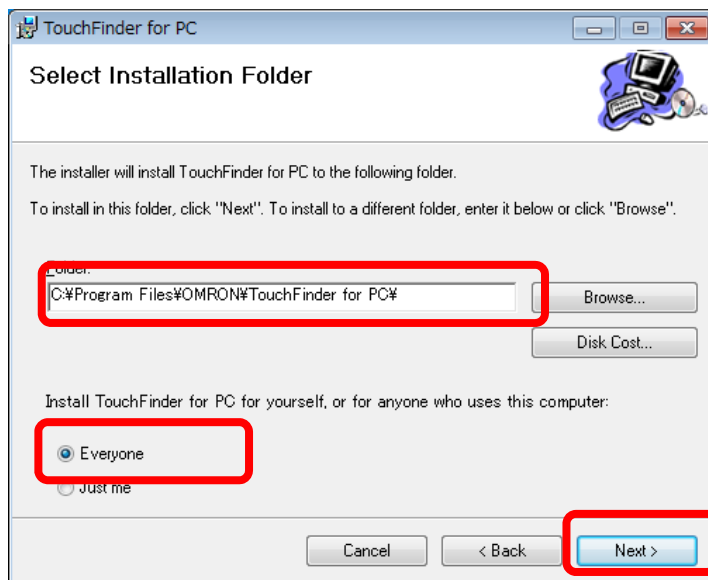 TouchFinder for PC
Select Installation Folder
The installer will install TouchFinder for PC to the following folder.
To install in this folder, click "Next". To install to a different folder, enter it below or click "Browse".
Folder:
C:¥Program Files¥OMRON¥TouchFinder for PC¥
Browse...
Disk Cost...
Install TouchFinder for PC for yourself, or for anyone who uses this computer:
Everyone
Just me
Cancel
< Back
Next >